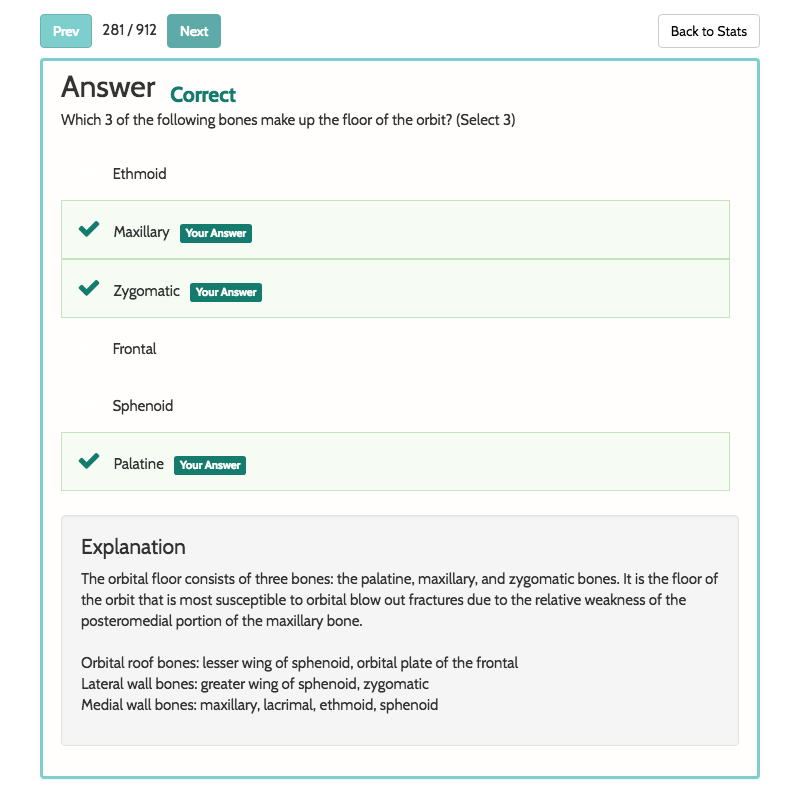 Prev 281 / 912 Next Back to Stats
Answer Correct
Which 3 of the following bones make up the floor of the orbit? (Select 3)
Ethmoid
Maxillary Your Answer
Zygomatic Your Answer
Frontal
Sphenoid
Palatine Your Answer
Explanation
The orbital floor consists of three bones: the palatine, maxillary, and zygomatic bones. It is the floor of
the orbit that is most susceptible to orbital blow out fractures due to the relative weakness of the
posteromedial portion of the maxillary bone.
Orbital roof bones: lesser wing of sphenoid, orbital plate of the frontal
Lateral wall bones: greater wing of sphenoid, zygomatic
Medial wall bones: maxillary, lacrimal, ethmoid, sphenoid